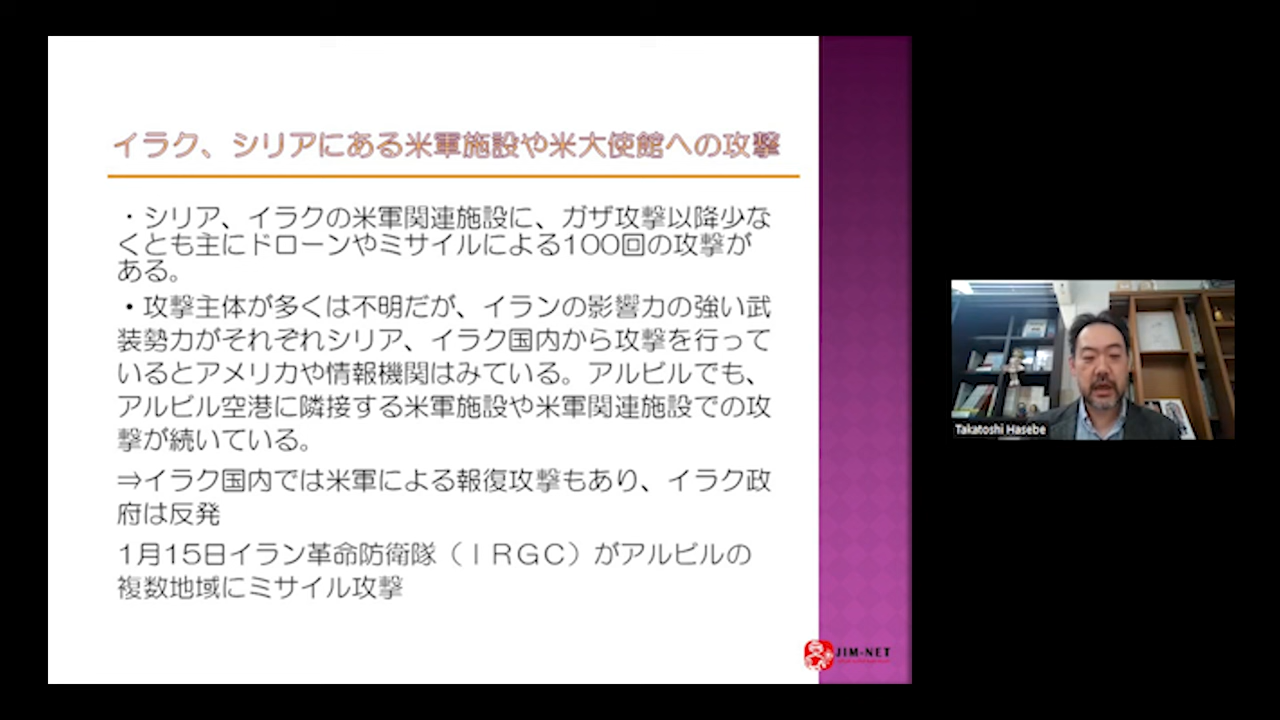 イラク、シリアにある米軍施設や米大使館への攻撃
・シリア、イラクの米軍関連施設に、ガザ攻撃以降少な
くとも主にドローンやミサイルによる100回の攻撃が
ある。
・攻撃主体が多くは不明だが、イランの影響力の強い武
装勢力がそれぞれシリア、イラク国内から攻撃を行って
いるとアメリカや情報機関はみている。アルビルでも、
アルビル空港に隣接する米軍施設や米軍関連施設での攻
撃が続いている。
⇒イラク国内では米軍による報復攻撃もあり、イラク政
府は反発
1月15日イラン革命防衛隊（ＩＲＧＣ）がアルビルの
複数地域にミサイル攻撃
JIM-NET
Takatoshi Hasebe